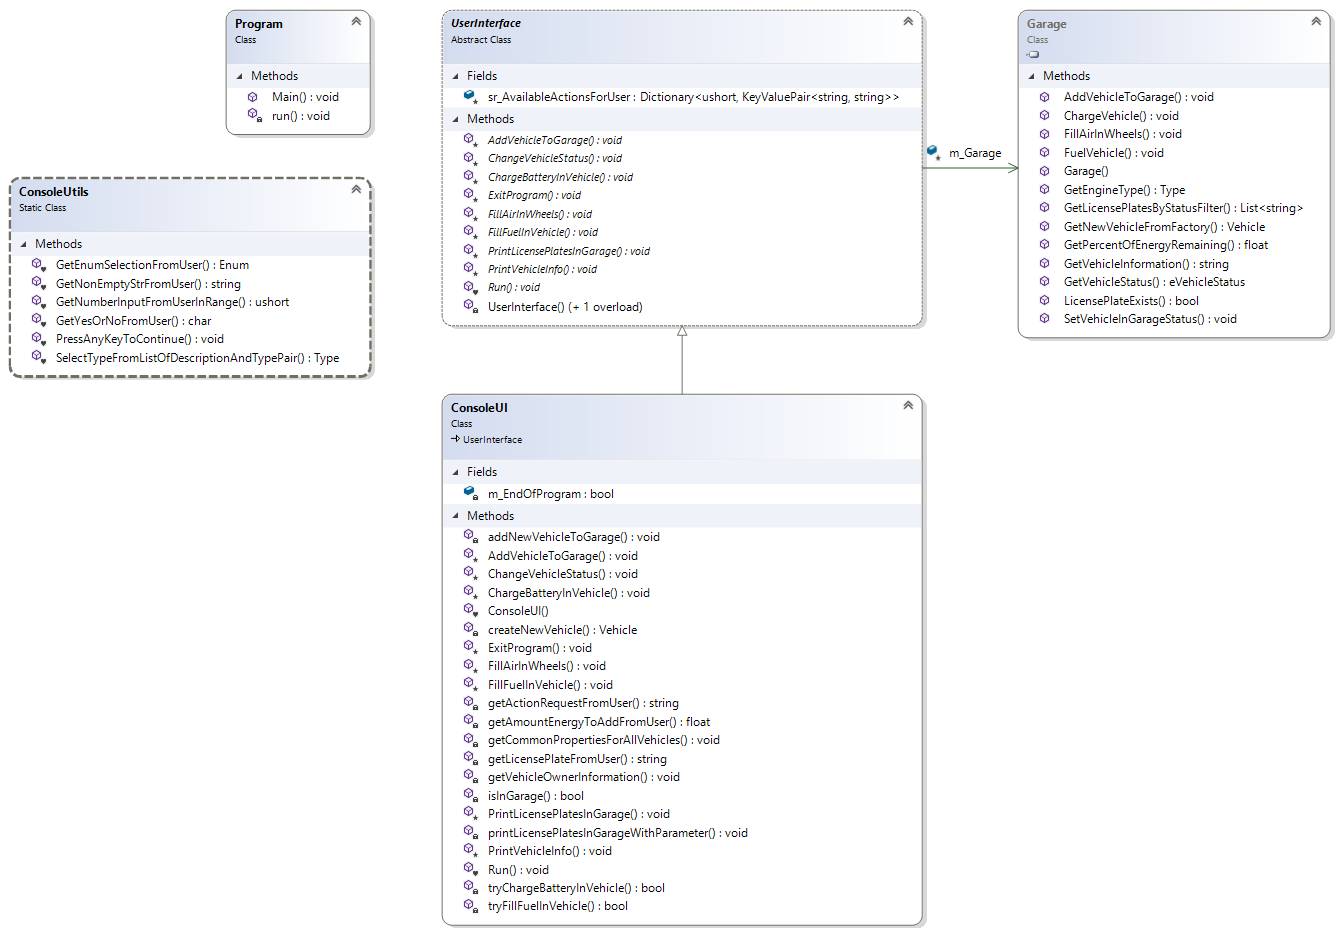 Program
Class
Methods
Main() : void
run() : void
ConsoleUtils
Static Class
Methods
GetEnumSelectionFromUser() : Enum
GetNonEmptyStrFromUser() : string
GetNumberInputFromUserInRange() : ushort
GetYesOrNoFromUser() : char
PressAnyKeyToContinue() : void
SelectTypeFromListOfDescriptionAndTypePair() : Type
UserInterface
Abstract Class
Fields
sr_AvailableActionsForUser : Dictionary<ushort, KeyValuePair<string, string>>
Methods
AddVehicleToGarage() : void
ChangeVehicleStatus() : void
ChargeBatteryInVehicle() : void
ExitProgram() : void
FillAirInWheels() : void
FillFuelInVehicle() : void
PrintLicensePlatesInGarage() : void
PrintVehicleInfo() : void
Run() : void
UserInterface() (+ 1 overload)
m_Garage
Garage
Class
Methods
AddVehicleToGarage() : void
ChargeVehicle() : void
FillAirInWheels() : void
FuelVehicle() : void
Garage()
GetEngineType() : Type
GetLicensePlatesByStatusFilter() : List<string>
GetNewVehicleFromFactory() : Vehicle
GetPercentOfEnergyRemaining() : float
GetVehicleInformation() : string
GetVehicleStatus() : eVehicleStatus
LicensePlateExists() : bool
SetVehicleInGarageStatus() : void
ConsoleUI
Class
UserInterface
Fields
m_EndOfProgram : bool
Methods
addNewVehicleToGarage() : void
AddVehicleToGarage() : void
ChangeVehicleStatus() : void
ChargeBatteryInVehicle() : void
ConsoleUI()
createNewVehicle() : Vehicle
ExitProgram() : void
FillAirInWheels() : void
FillFuelInVehicle() : void
getActionRequestFromUser() : string
getAmountEnergyToAddFromUser() : float
getCommonPropertiesForAllVehicles() : void
getLicensePlateFromUser() : string
getVehicleOwnerInformation() : void
isInGarage() : bool
PrintLicensePlatesInGarage() : void
printLicensePlatesInGarageWithParameter() : void
PrintVehicleInfo() : void
Run() : void
tryChargeBatteryInVehicle() : bool
tryFillFuelInVehicle() : bool